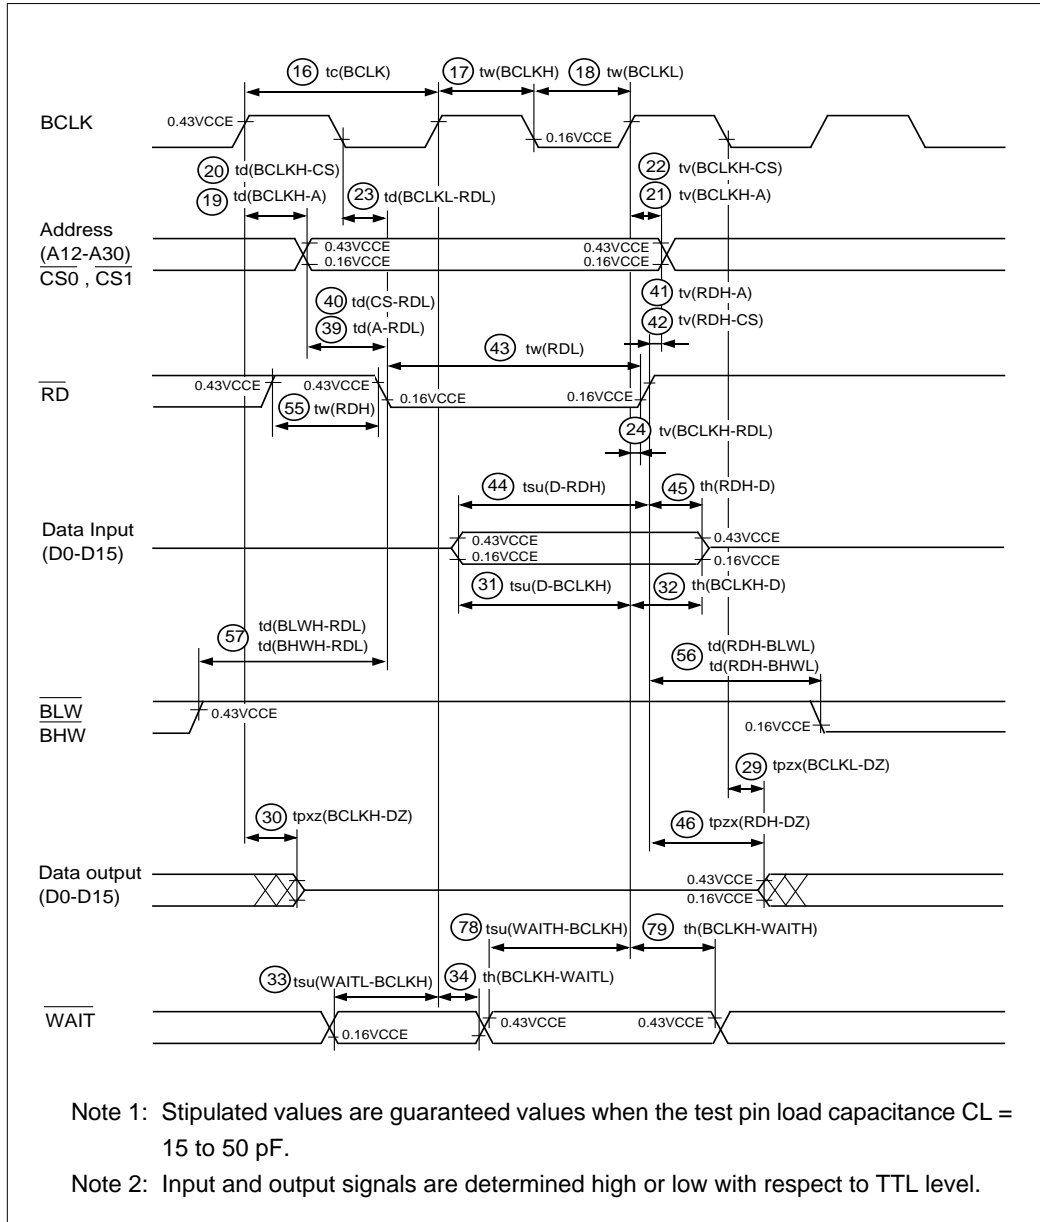 16 tc(BCLK) 17 tw(BCLKH) 18 tw(BCLKL)
BCLK
0.43VCCE 0.16VCCE
20 td(BCLKH-CS) 22 tv(BCLKH-CS)
19 td(BCLKH-A) 23 td(BCLKL-RDL) 21 tv(BCLKH-A)
Address
(A12-A30)
CS0 , CS1
0.43VCCE 0.43VCCE
0.16VCCE 0.16VCCE
40 td(CS-RDL) 41 tv(RDH-A)
39 td(A-RDL) 42 tv(RDH-CS)
43 tw(RDL)
RD
0.43VCCE 0.43VCCE
0.16VCCE 0.16VCCE
55 tw(RDH)
24 tv(BCLKH-RDL)
44 tsu(D-RDH) 45 th(RDH-D)
Data Input
(D0-D15)
0.43VCCE 0.43VCCE
0.16VCCE 0.16VCCE
31 tsu(D-BCLKH) 32 th(BCLKH-D)
57 td(BLWH-RDL)
td(BHWH-RDL)
56 td(RDH-BLWL)
td(RDH-BHWL)
BLW
BHW
0.43VCCE
0.16VCCE
29 tpzx(BCLKL-DZ)
30 tpxz(BCLKH-DZ) 46 tpzx(RDH-DZ)
Data output
(D0-D15)
0.43VCCE
0.16VCCE
78 tsu(WAITH-BCLKH) 79 th(BCLKH-WAITH)
33 tsu(WAITL-BCLKH) 34 th(BCLKH-WAITL)
WAIT
0.43VCCE 0.43VCCE
0.16VCCE
Note 1: Stipulated values are guaranteed values when the test pin load capacitance CL =
15 to 50 pF.
Note 2: Input and output signals are determined high or low with respect to TTL level.